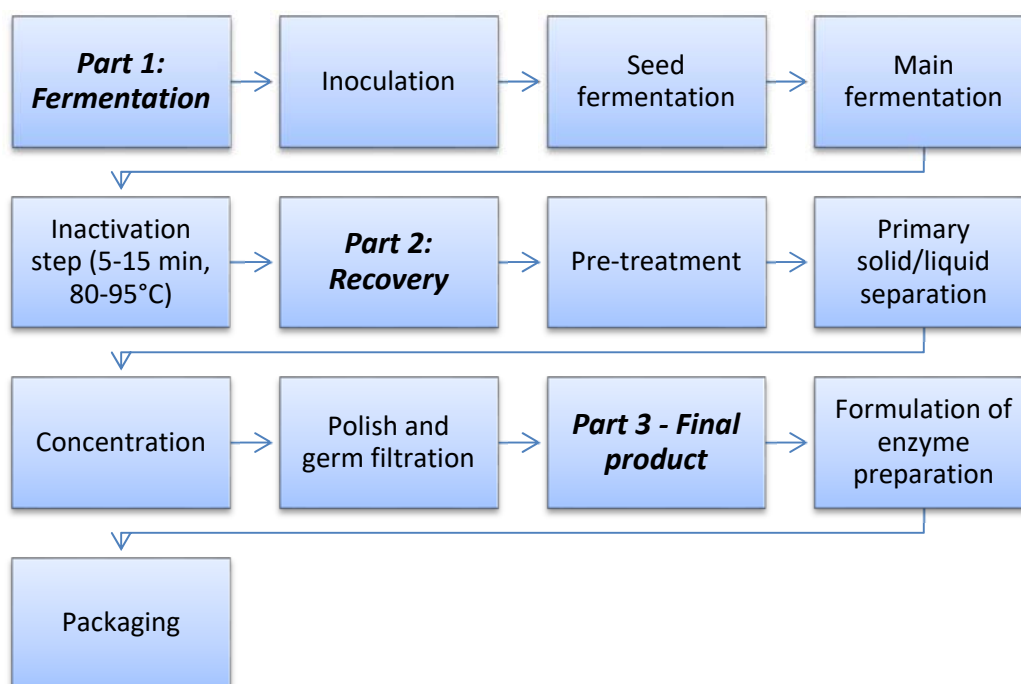 Part 1:
Fermentation
Inoculation
Seed
fermentation
Main
fermentation
Inactivation
step (5-15 min,
80-95°C)
Part 2:
Recovery
Pre-treatment
Primary
solid/liquid
separation
Concentration
Polish and
germ filtration
Part 3 - Final
product
Formulation of
enzyme
preparation
Packaging